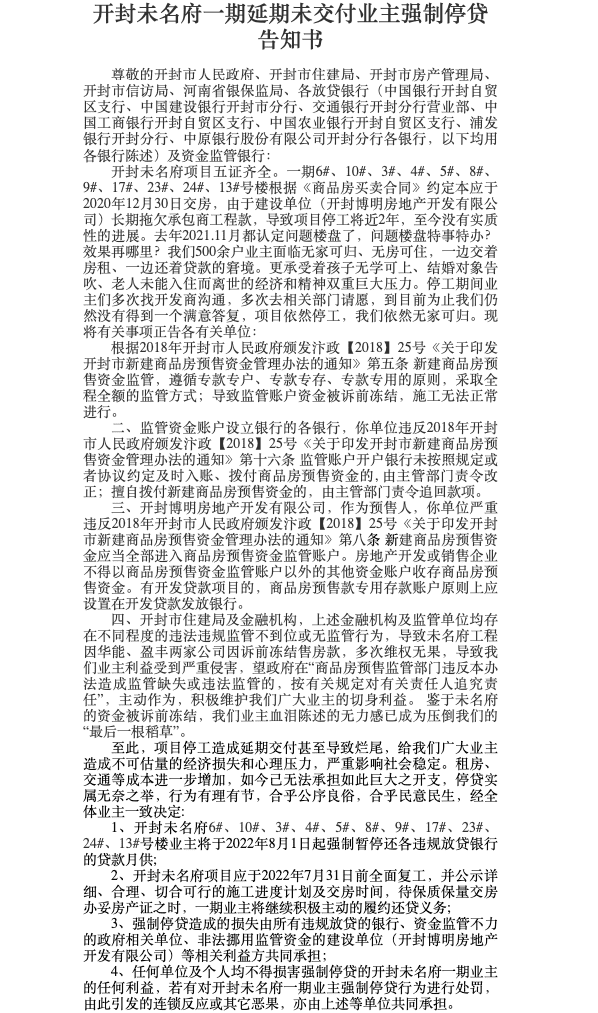 开封未名府一期延期未交付业主强制停贷
告知书
尊敬的开封市人民政府、开封市住建局、开封市房产管理局、
开封市信访局、河南省银保监局、各放贷银行（中国银行开封自贸
区支行、中国建设银行开封市分行、交通银行开封分行营业部、中
国工商银行开封自贸区支行、中国农业银行开封自贸区支行、浦发
银行开封分行、中原银行股份有限公司开封分行各银行，以下均用
各银行陈述）及资金监管银行：
开封未名府项目五证齐全。一期6#、10#、3#、4#、5#、8#、
9#、17#、23#、24#、13#号楼根据《商品房买卖合同》约定本应于
2020年12月30日交房，由于建设单位（开封博明房地产开发有限公
司）长期拖欠承包商工程款，导致项目停工将近2年，至今没有实质
性的进展。去年2021.11月都认定问题楼盘了，问题楼盘特事特办？
效果再哪里？我们500余户业主面临无家可归、无房可住，一边交着
房租、一边还着贷款的窘境。更承受着孩子无学可上、结婚对象告
吹、老人未能入住而离世的经济和精神双重巨大压力。停工期间业
主们多次找开发商沟通，多次去相关部门请愿，到目前为止我们仍
然没有得到一个满意答复，项目依然停工，我们依然无家可归。现
将有关事项正告各有关单位：
根据2018年开封市人民政府颁发汴政【2018】25号《关于印发
开封市新建商品房预售资金管理办法的通知》第五条 新建商品房预
售资金监管，遵循专款专户、专款专存、专款专用的原则，采取全
程全额的监管方式；导致监管账户资金被诉前冻结，施工无法正常
进行。
二、监管资金账户设立银行的各银行，你单位违反2018年开封
市人民政府颁发汴政【2018】25号《关于印发开封市新建商品房预
售资金管理办法的通知》第十六条 监管账户开户银行未按照规定或
者协议约定及时入账、拨付商品房预售资金的,由主管部门责令改
正；擅自拨付新建商品房预售资金的，由主管部门责令追回款项。
三、开封博明房地产开发有限公司，作为预售人，你单位严重
违反2018年开封市人民政府颁发汴政【2018】25号《关于印发开封
市新建商品房预售资金管理办法的通知》第八条 新建商品房预售资
金应当全部进入商品房预售资金监管账户。房地产开发或销售企业
不得以商品房预售资金监管账户以外的其他资金账户收存商品房预
售资金。有开发贷款项目的，商品房预售款专用存款账户原则上应
设置在开发贷款发放银行。
四、开封市住建局及金融机构，上述金融机构及监管单位均存
在不同程度的违法违规监管不到位或无监管行为，导致未名府工程
因华能、盈丰两家公司因诉前冻结售房款，多次维权无果，导致我
们业主利益受到严重侵害，望政府在“商品房预售监管部门违反本办
法造成监管缺失或违法监管的，按有关规定对有关责任人追究责
任”，主动作为，积极维护我们广大业主的切身利益。 鉴于未名府
的资金被诉前冻结，我们业主血泪陈述的无力感已成为压倒我们的
“最后一根稻草”。
至此，项目停工造成延期交付甚至导致烂尾，给我们广大业主
造成不可估量的经济损失和心理压力，严重影响社会稳定。租房、
交通等成本进一步增加，如今已无法承担如此巨大之开支，停贷实
属无奈之举，行为有理有节，合乎公序良俗，合乎民意民生，经全
体业主一致决定:
1、开封未名府6#、10#、3#、4#、5#、8#、9#、17#、23#、
24#、13#号楼业主将于2022年8月1日起强制暂停还各违规放贷银行
的贷款月供;
2、开封未名府项目应于2022年7月31日前全面复工，并公示详
细、合理、切合可行的施工进度计划及交房时间，待保质保量交房
办妥房产证之时，一期业主将继续积极主动的履约还贷义务;
3、强制停贷造成的损失由所有违规放贷的银行、资金监管不力
的政府相关单位、非法挪用监管资金的建设单位（开封博明房地产
开发有限公司）等相关利益方共同承担；
4、任何单位及个人均不得损害强制停贷的开封未名府一期业主
的任何利益，若有对开封未名府一期业主强制停贷行为进行处罚，
由此引发的连锁反应或其它恶果，亦由上述等单位共同承担。